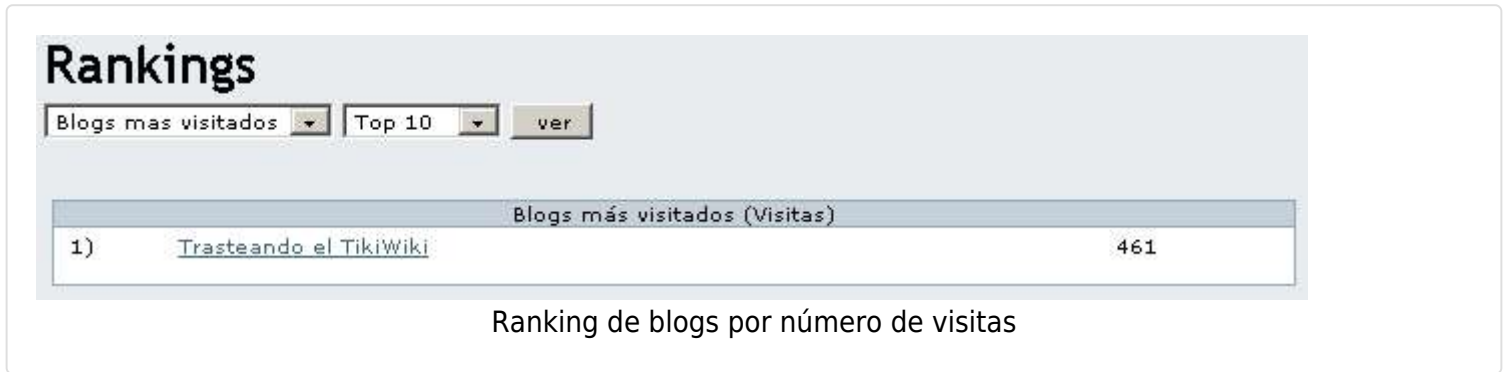 Rankings
Blogs mas visitados Top 10 ver
Blogs más visitados (Visitas)
1) Trasteando el TikiWiki 461
Ranking de blogs por número de visitas